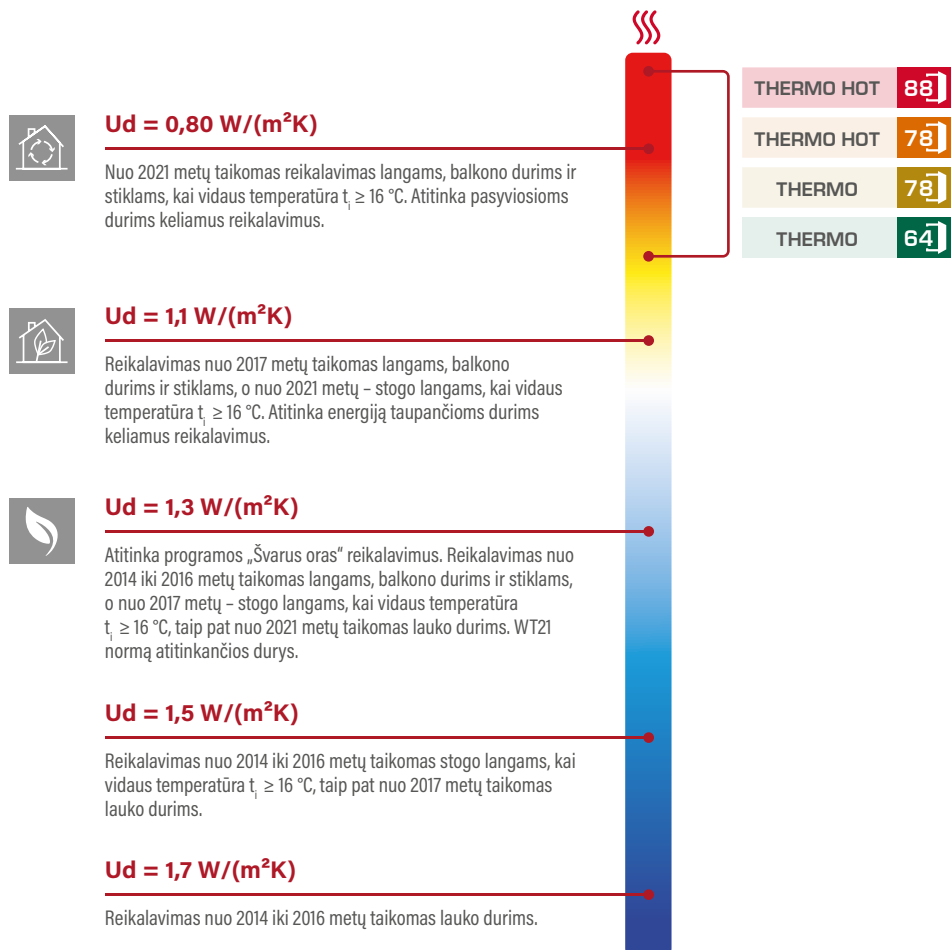 Ud = 0,80 W/(m²K)
Nuo 2021 metų taikomas reikalavimas langams, balkono durims ir
stiklams, kai vidaus temperatūra tᵢ ≥ 16 °C. Atitinka pasyviosioms
durims keliamus reikalavimus.
Ud = 1,1 W/(m²K)
Reikalavimas nuo 2017 metų taikomas langams, balkono
durims ir stiklams, o nuo 2021 metų – stogo langams, kai vidaus
temperatūra tᵢ ≥ 16 °C. Atitinka energiją taupančioms durims
keliamus reikalavimus.
Ud = 1,3 W/(m²K)
Atitinka programos „Švarus oras“ reikalavimus. Reikalavimas nuo
2014 iki 2016 metų taikomas langams, balkono durims ir stiklams,
o nuo 2017 metų – stogo langams, kai vidaus temperatūra
tᵢ ≥ 16 °C, taip pat nuo 2021 metų taikomas lauko durims. WT21
normą atitinkančios durys.
Ud = 1,5 W/(m²K)
Reikalavimas nuo 2014 iki 2016 metų taikomas stogo langams, kai
vidaus temperatūra tᵢ ≥ 16 °C, taip pat nuo 2017 metų taikomas
lauko durims.
Ud = 1,7 W/(m²K)
Reikalavimas nuo 2014 iki 2016 metų taikomas lauko durims.
THERMO HOT 88
THERMO HOT 78
THERMO 78
THERMO 64